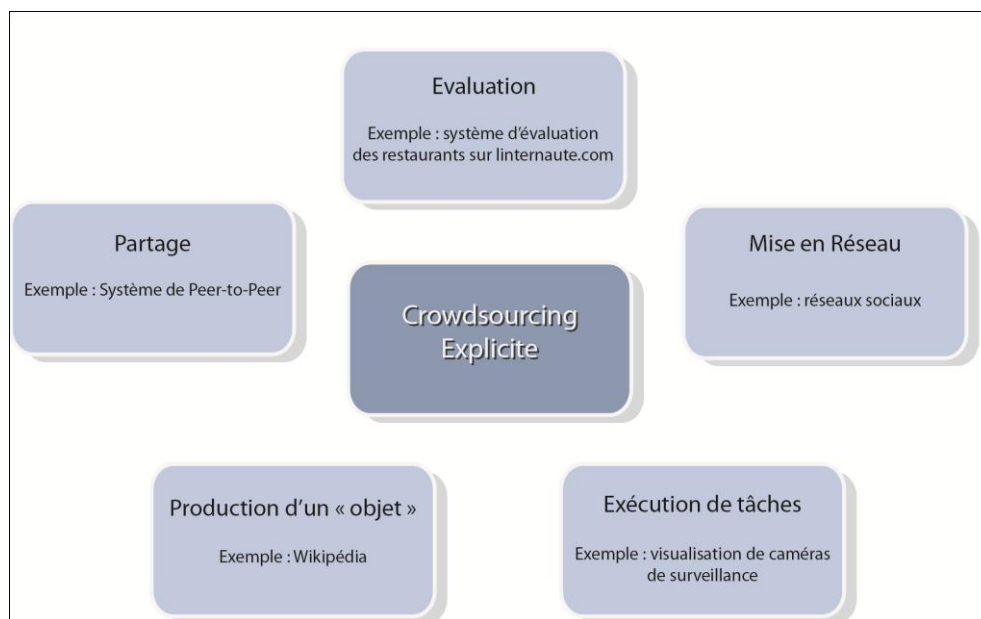 Evaluation
Exemple : système d’évaluation
des restaurants sur linternaute.com
Partage
Exemple : Système de Peer-to-Peer
Mise en Réseau
Exemple : réseaux sociaux
Crowdsourcing
Explicite
Production d’un « objet »
Exemple : Wikipédia
Exécution de tâches
Exemple : visualisation de caméras
de surveillance